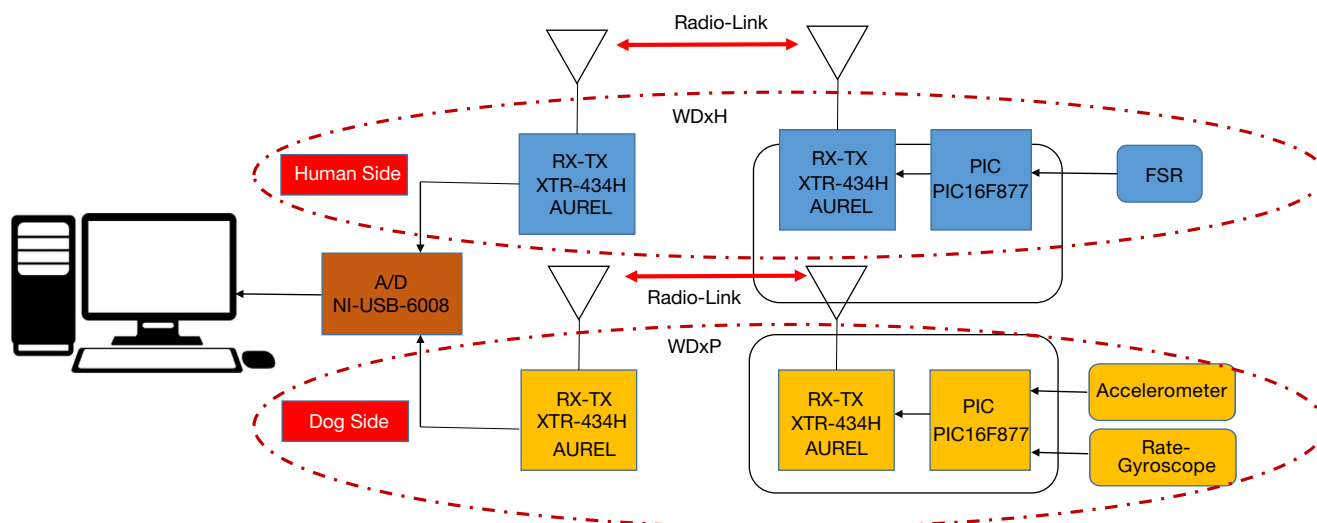 Radio-Link
WDxH
Human Side
RX-TX
XTR-434H
AUREL
RX-TX
XTR-434H
AUREL
PIC
PIC16F877
FSR
A/D
NI-USB-6008
Radio-Link
WDxP
Dog Side
RX-TX
XTR-434H
AUREL
RX-TX
XTR-434H
AUREL
PIC
PIC16F877
Accelerometer
Rate-
Gyroscope